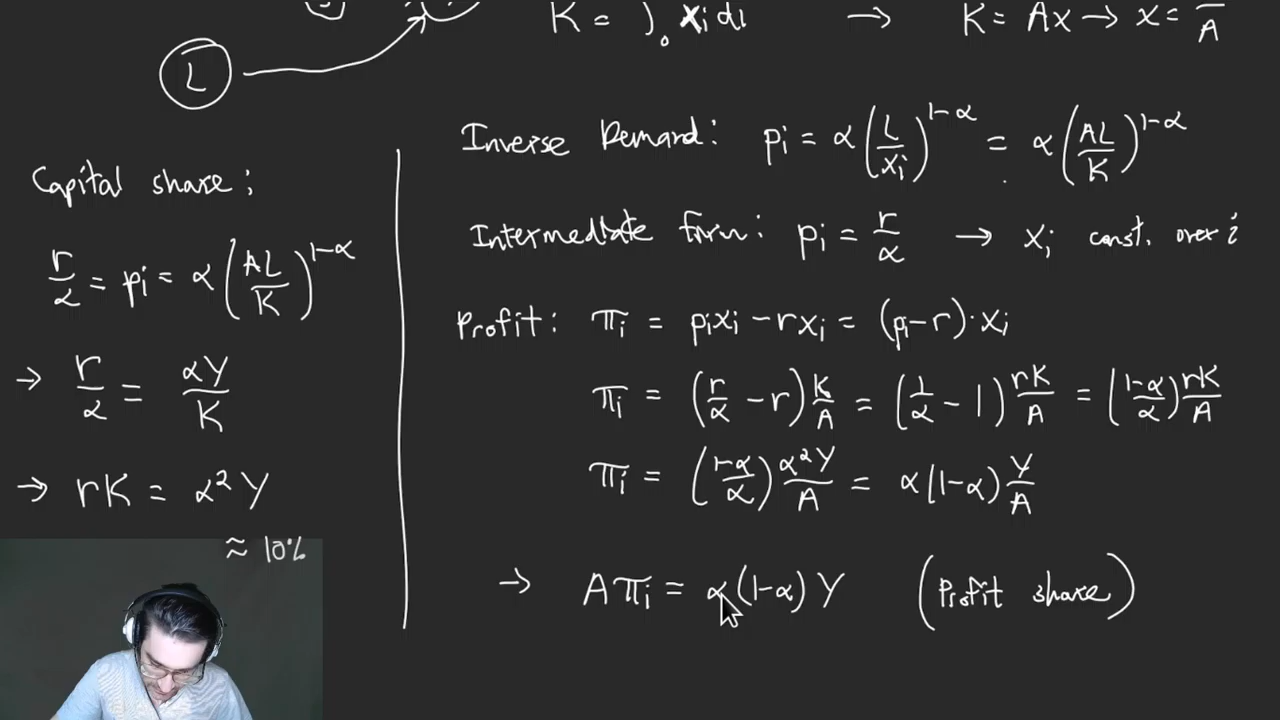 K = ∫₀ xᵢ di → K = Ax → x = — / A
L
Inverse Demand: pᵢ = α (L/xᵢ)^(1-α) = α (AL/K)^(1-α)
Capital share:
Intermediate firm: pᵢ = r/α → xᵢ const. over i
r/α = pᵢ = α (AL/K)^(1-α)
Profit: πᵢ = pᵢxᵢ - rxᵢ = (pᵢ-r)·xᵢ
→ r/α = αY/K
πᵢ = (r/α - r) K/A = (1/α - 1) rK/A = ((1-α)/α) rK/A
→ rK = α²Y
πᵢ = ((1-α)/α) α²Y/A = α(1-α) Y/A
≈ 10%
→ Aπᵢ = α(1-α) Y (Profit share)